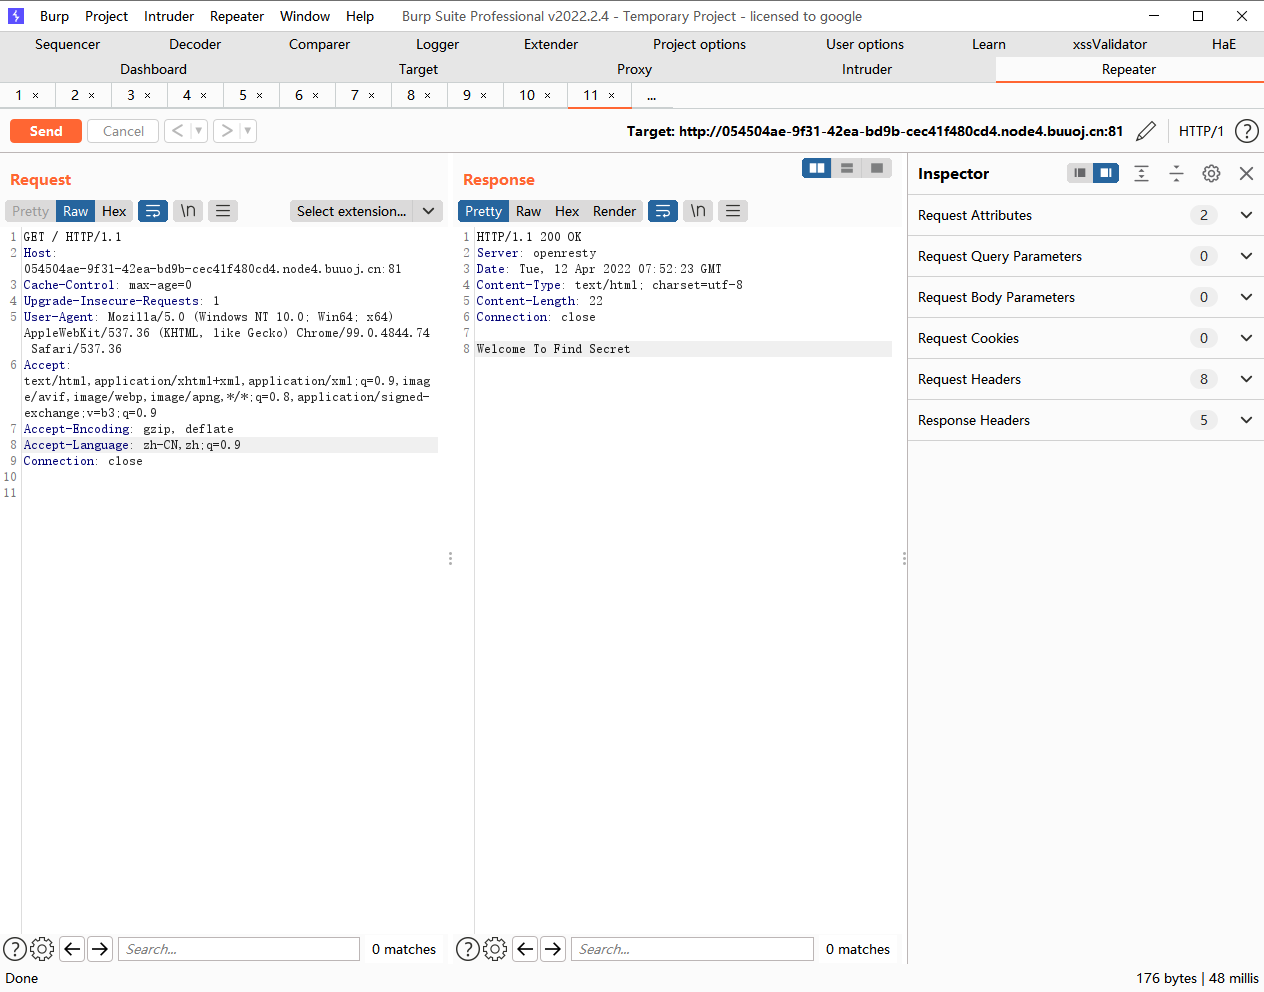 Burp Project Intruder Repeater Window Help Burp Suite Professional v2022.2.4 - Temporary Project - licensed to google
Sequencer Decoder Comparer Logger Extender Project options User options Learn xssValidator HaE
Dashboard Target Proxy Intruder Repeater
1 × 2 × 3 × 4 × 5 × 6 × 7 × 8 × 9 × 10 × 11 × ...
Send Cancel < > Target: http://054504ae-9f31-42ea-bd9b-cec41f480cd4.node4.buuoj.cn:81 HTTP/1 ?
Request
Pretty Raw Hex \n Select extension...
1 GET / HTTP/1.1
2 Host:
054504ae-9f31-42ea-bd9b-cec41f480cd4.node4.buuoj.cn:81
3 Cache-Control: max-age=0
4 Upgrade-Insecure-Requests: 1
5 User-Agent: Mozilla/5.0 (Windows NT 10.0; Win64; x64)
AppleWebKit/537.36 (KHTML, like Gecko) Chrome/99.0.4844.74
Safari/537.36
6 Accept:
text/html,application/xhtml+xml,application/xml;q=0.9,imag
e/avif,image/webp,image/apng,*/*;q=0.8,application/signed-
exchange;v=b3;q=0.9
7 Accept-Encoding: gzip, deflate
8 Accept-Language: zh-CN,zh;q=0.9
9 Connection: close
10
11
? Search... 0 matches
Response
Pretty Raw Hex Render \n
1 HTTP/1.1 200 OK
2 Server: openresty
3 Date: Tue, 12 Apr 2022 07:52:23 GMT
4 Content-Type: text/html; charset=utf-8
5 Content-Length: 22
6 Connection: close
7
8 Welcome To Find Secret
? Search... 0 matches
Inspector
Request Attributes 2
Request Query Parameters 0
Request Body Parameters 0
Request Cookies 0
Request Headers 8
Response Headers 5
Done 176 bytes | 48 millis